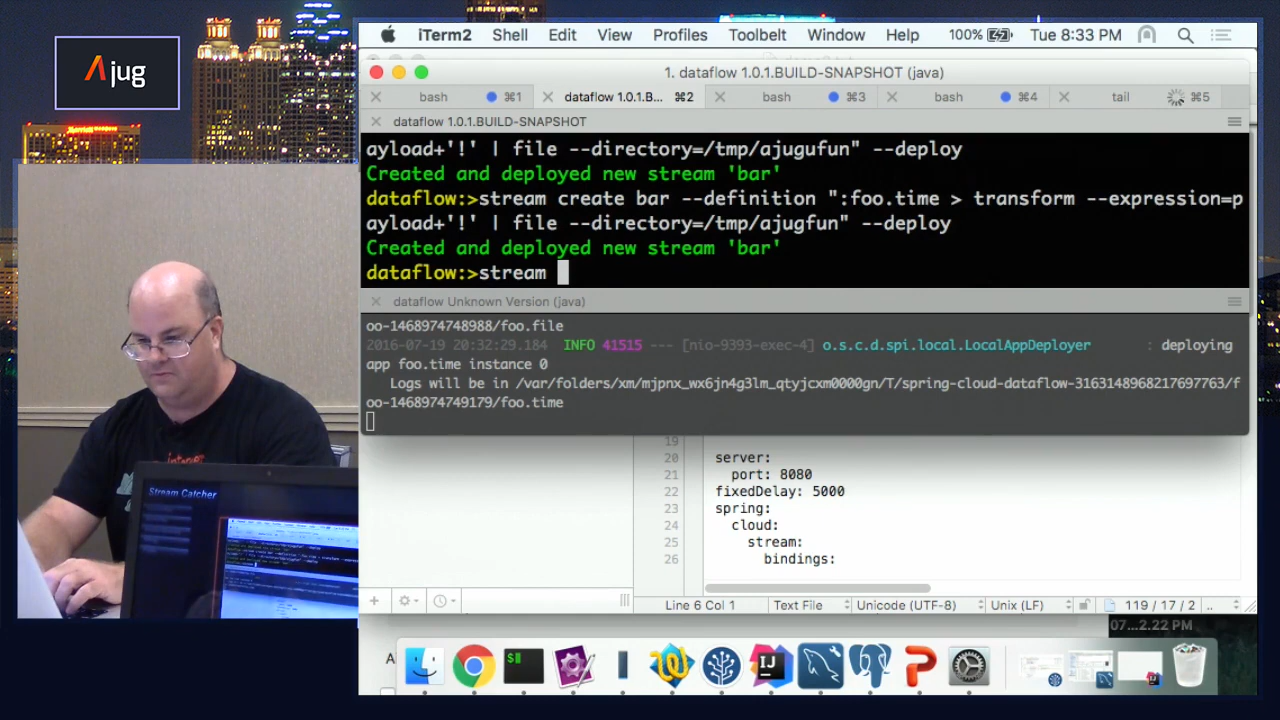 Ajug
iTerm2 Shell Edit View Profiles Toolbelt Window Help 100% Tue 8:33 PM
1. dataflow 1.0.1.BUILD-SNAPSHOT (java)
bash ⌘1 dataflow 1.0.1.B... ⌘2 bash ⌘3 bash ⌘4 tail ⌘5
dataflow 1.0.1.BUILD-SNAPSHOT
ayload+'!' | file --directory=/tmp/ajugufun" --deploy
Created and deployed new stream 'bar'
dataflow:>stream create bar --definition ":foo.time > transform --expression=p
ayload+'!' | file --directory=/tmp/ajugfun" --deploy
Created and deployed new stream 'bar'
dataflow:>stream
dataflow Unknown Version (java)
oo-1468974748988/foo.file
2016-07-19 20:32:29.184 INFO 41515 --- [nio-9393-exec-4] o.s.c.d.spi.local.LocalAppDeployer : deploying
app foo.time instance 0
Logs will be in /var/folders/xm/mjpnx_wx6jn4g3lm_qtyjcxm0000gn/T/spring-cloud-dataflow-3163148968217697763/f
oo-1468974749179/foo.time
19
20 server:
21 port: 8080
22 fixedDelay: 5000
23 spring:
24 cloud:
25 stream:
26 bindings:
Line 6 Col 1 Text File Unicode (UTF-8) Unix (LF) 119 / 17 / 2 ..
07...2.22 PM
A
Stream Catcher